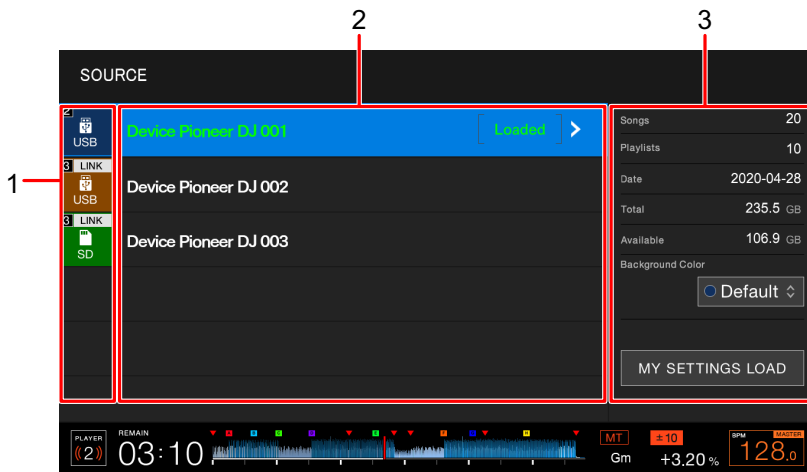 2
3
SOURCE
1
2
USB
3 LINK
USB
3 LINK
SD
Device Pioneer DJ 001
Loaded
Device Pioneer DJ 002
Device Pioneer DJ 003
Songs 20
Playlists 10
Date 2020-04-28
Total 235.5 GB
Available 106.9 GB
Background Color
Default
MY SETTINGS LOAD
PLAYER
2
REMAIN
03:10
A B C D E F G H
MT
Gm
±10
+3.20 %
BPM MASTER
128.0